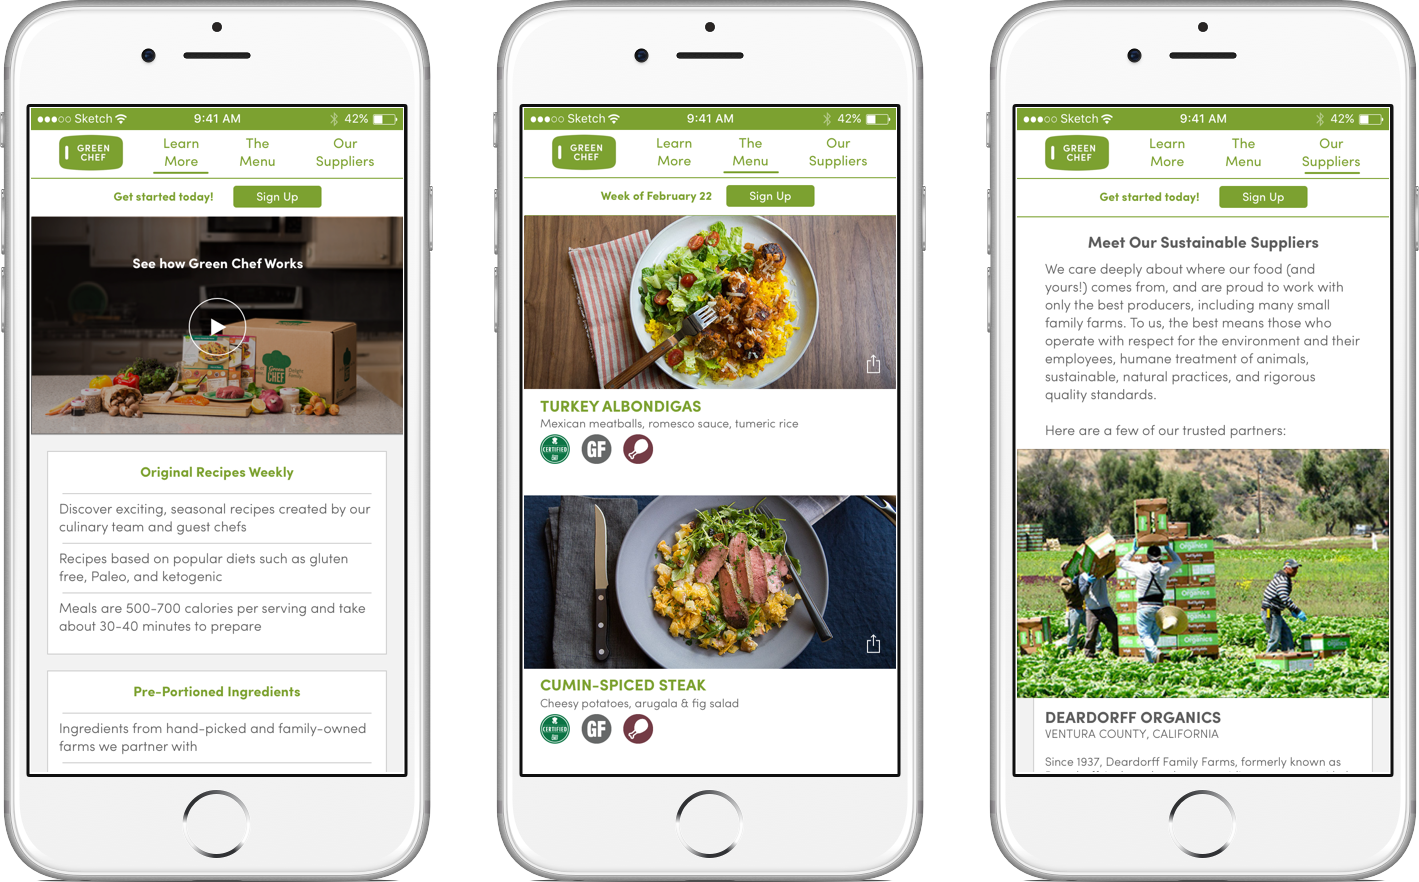 Sketch
9:41 AM
42%
GREEN
CHEF
Learn
More
The
Menu
Our
Suppliers
Get started today!
Sign Up
See how Green Chef Works
GREEN
CHEF
Original Recipes Weekly
Discover exciting, seasonal recipes created by our
culinary team and guest chefs
Recipes based on popular diets such as gluten
free, Paleo, and ketogenic
Meals are 500-700 calories per serving and take
about 30-40 minutes to prepare
Pre-Portioned Ingredients
Ingredients from hand-picked and family-owned
farms we partner with
Sketch
9:41 AM
42%
GREEN
CHEF
Learn
More
The
Menu
Our
Suppliers
Week of February 22
Sign Up
TURKEY ALBONDIGAS
Mexican meatballs, romesco sauce, tumeric rice
CERTIFIED
GF
CUMIN-SPICED STEAK
Cheesy potatoes, arugala & fig salad
CERTIFIED
GF
Sketch
9:41 AM
42%
GREEN
CHEF
Learn
More
The
Menu
Our
Suppliers
Get started today!
Sign Up
Meet Our Sustainable Suppliers
We care deeply about where our food (and
yours!) comes from, and are proud to work with
only the best producers, including many small
family farms. To us, the best means those who
operate with respect for the environment and their
employees, humane treatment of animals,
sustainable, natural practices, and rigorous
quality standards.
Here are a few of our trusted partners:
Organics
Organics
DEARDORFF ORGANICS
VENTURA COUNTY, CALIFORNIA
Since 1937, Deardorff Family Farms, formerly known as